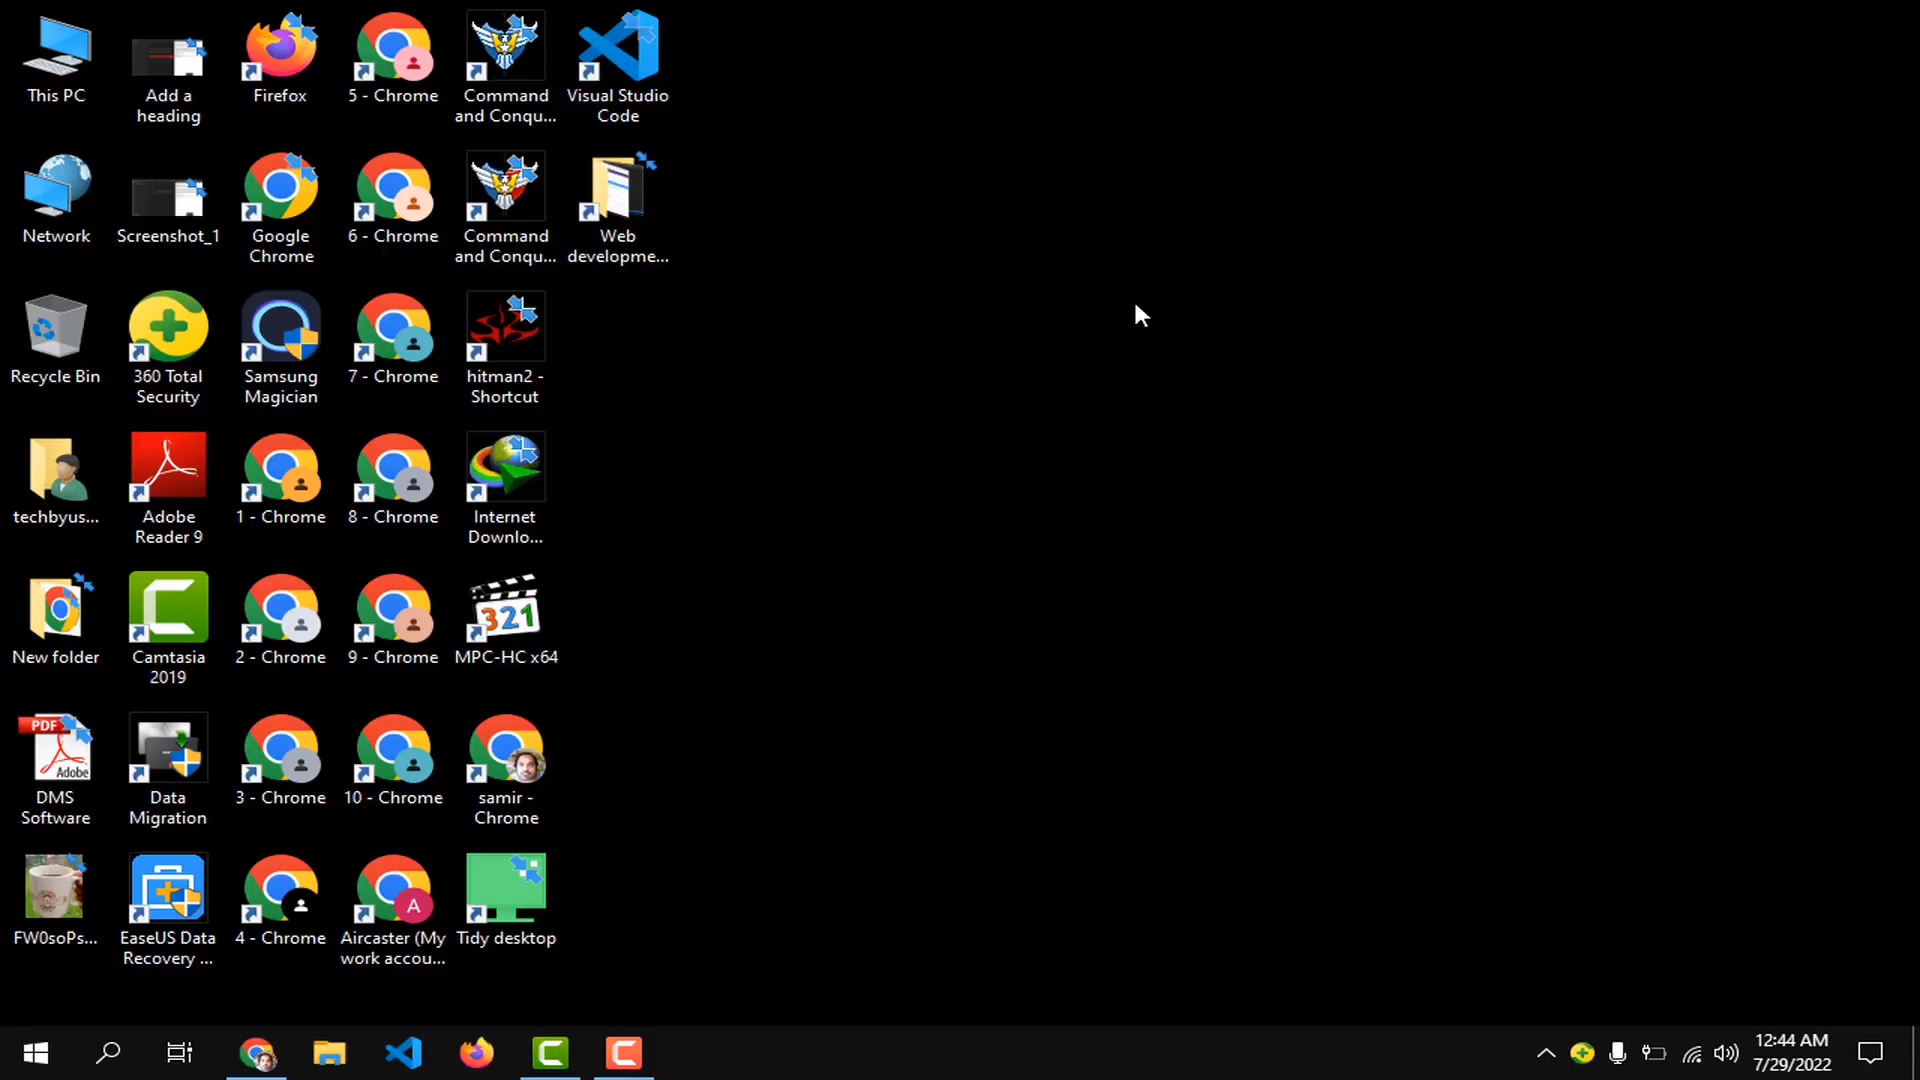 This PC
Add a
heading
Firefox
5 - Chrome
Command
and Conqu...
Visual Studio
Code
Network
Screenshot_1
Google
Chrome
6 - Chrome
Command
and Conqu...
Web
developme...
Recycle Bin
360 Total
Security
Samsung
Magician
7 - Chrome
hitman2 -
Shortcut
techbyus...
Adobe
Reader 9
1 - Chrome
8 - Chrome
Internet
Downlo...
New folder
Camtasia
2019
2 - Chrome
9 - Chrome
321
MPC-HC x64
PDF
Adobe
DMS
Software
Data
Migration
3 - Chrome
10 - Chrome
samir -
Chrome
FW0soPs...
EaseUS Data
Recovery ...
4 - Chrome
A
Aircaster (My
work accou...
Tidy desktop
12:44 AM
7/29/2022